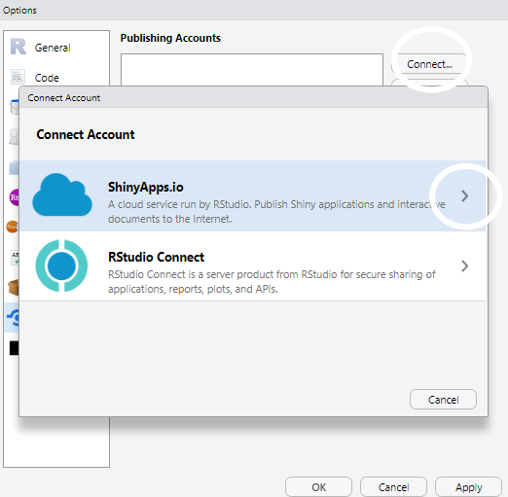 Options
General
Code
Publishing Accounts
Connect...
Connect Account
Connect Account
ShinyApps.io
A cloud service run by RStudio. Publish Shiny applications and interactive
documents to the Internet.
RStudio Connect
RStudio Connect is a server product from RStudio for secure sharing of
applications, reports, plots, and APIs.
Cancel
OK
Cancel
Apply